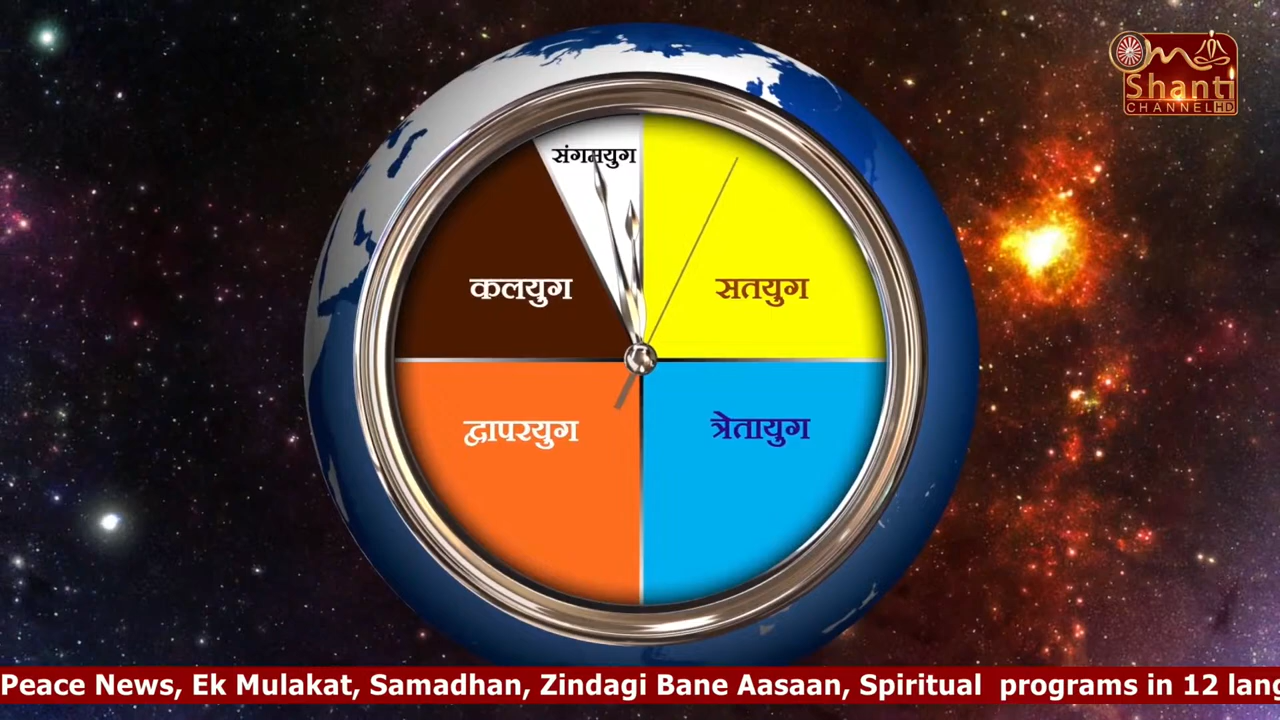 Om
Shanti
CHANNEL HD
संगमयुग
कलयुग
सतयुग
द्वापरयुग
त्रेतायुग
Peace News, Ek Mulakat, Samadhan, Zindagi Bane Aasaan, Spiritual programs in 12 lang